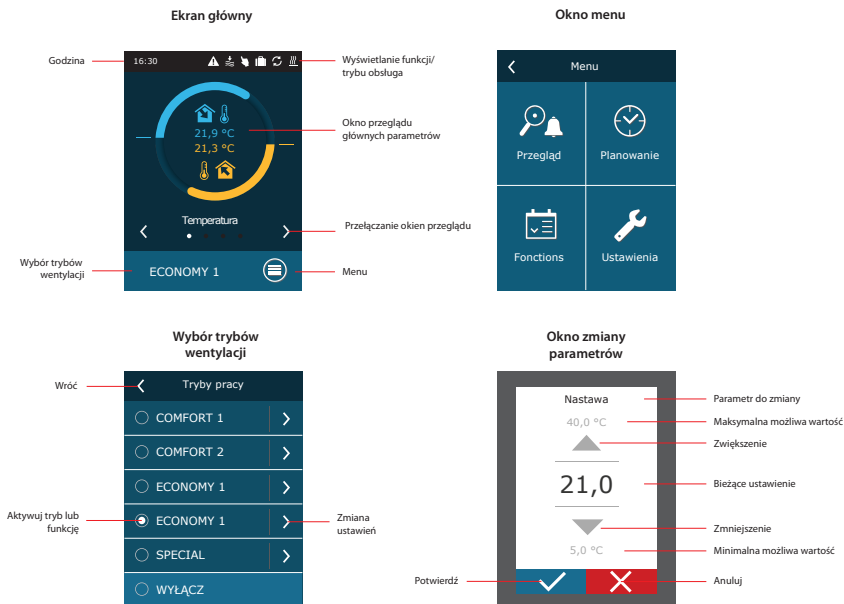 Ekran główny
Godzina
16:30
Wyświetlanie funkcji/
trybu obsługa
21,9 °C
21,3 °C
Okno przeglądu
głównych parametrów
Temperatura
Przełączanie okien przeglądu
Wybór trybów
wentylacji
ECONOMY 1
Menu
Okno menu
Menu
Przegląd
Planowanie
Fonctions
Ustawienia
Wybór trybów
wentylacji
Wróć
Tryby pracy
COMFORT 1
COMFORT 2
ECONOMY 1
Aktywuj tryb lub
funkcję
ECONOMY 1
Zmiana
ustawień
SPECIAL
WYŁĄCZ
Okno zmiany
parametrów
Nastawa
Parametr do zmiany
40,0 °C
Maksymalna możliwa wartość
Zwiększenie
21,0
Bieżące ustawienie
Zmniejszenie
5,0 °C
Minimalna możliwa wartość
Potwierdź
Anuluj